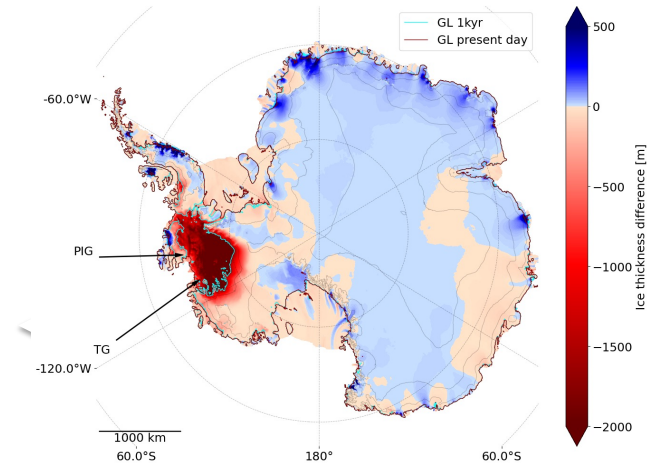 GL 1kyr
GL present day
-60.0°W
PIG
TG
-120.0°W
1000 km
60.0°S
180°
60.0°W
500
0
−500
−1000
−1500
−2000
Ice thickness difference [m]